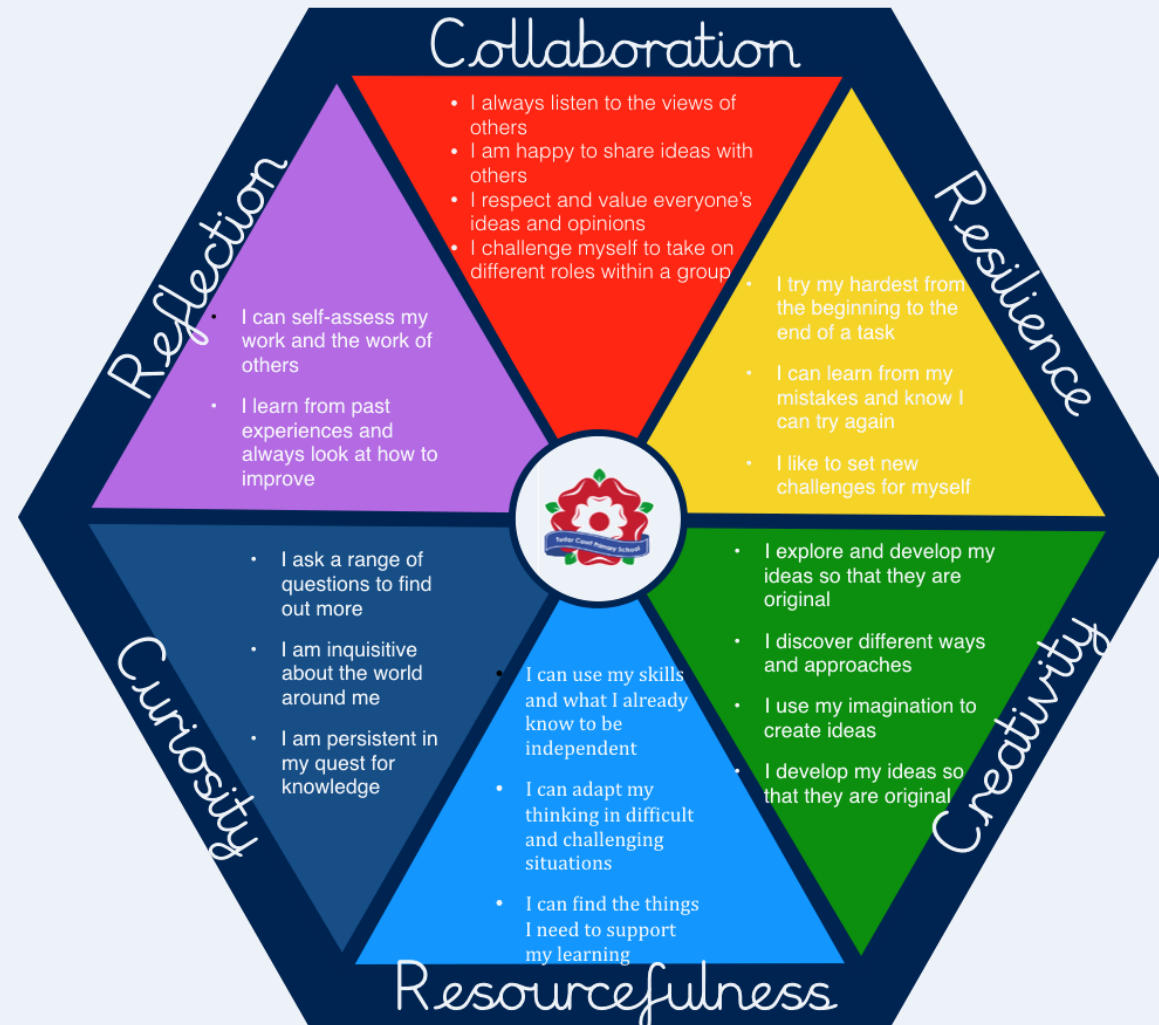 Collaboration
• I always listen to the views of
others
• I am happy to share ideas with
others
• I respect and value everyone's
ideas and opinions
• I challenge myself to take on
different roles within a group
Resilience
• I try my hardest from
the beginning to the
end of a task
• I can learn from my
mistakes and know I
can try again
• I like to set new
challenges for myself
Creativity
• I explore and develop my
ideas so that they are
original
• I discover different ways
and approaches
• I use my imagination to
create ideas
• I develop my ideas so
that they are original
Resourcefulness
• I can use my skills
and what I already
know to be
independent
• I can adapt my
thinking in difficult
and challenging
situations
• I can find the things
I need to support
my learning
Curiosity
• I ask a range of
questions to find
out more
• I am inquisitive
about the world
around me
• I am persistent in
my quest for
knowledge
Reflection
• I can self-assess my
work and the work of
others
• I learn from past
experiences and
always look at how to
improve
Tudor Court Primary School